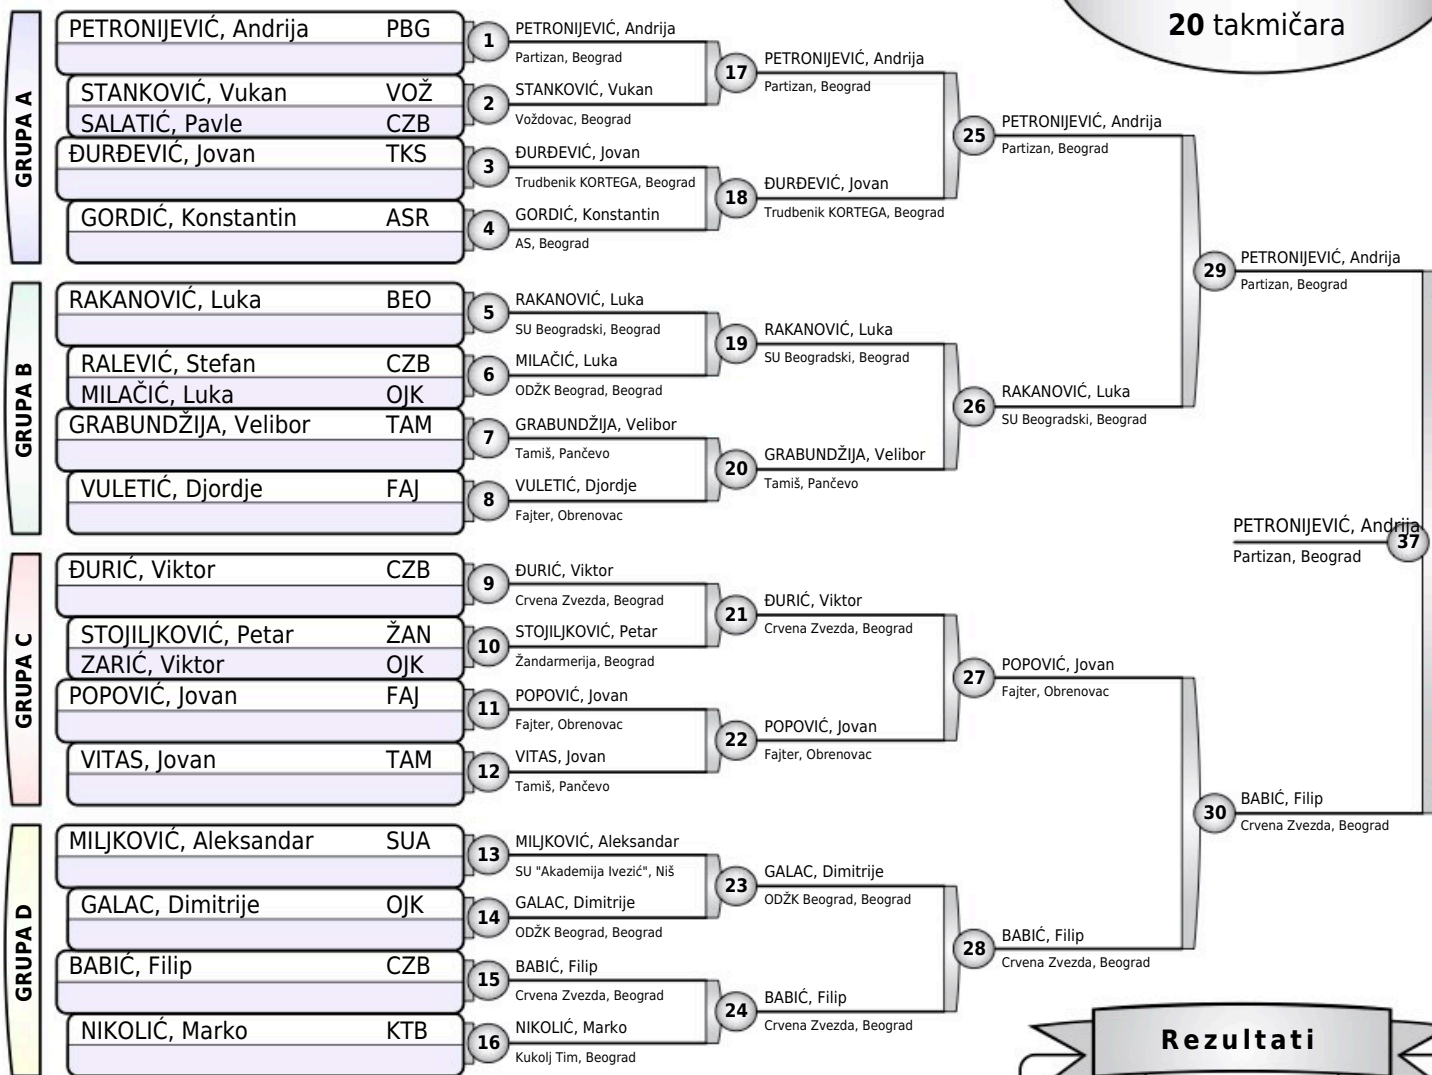 20 takmičara
GRUPA A
PETRONIJEVIĆ, Andrija PBG
STANKOVIĆ, Vukan VOŽ
SALATIĆ, Pavle CZB
ĐURĐEVIĆ, Jovan TKS
GORDIĆ, Konstantin ASR
GRUPA B
RAKANOVIĆ, Luka BEO
RALEVIĆ, Stefan CZB
MILAČIĆ, Luka OJK
GRABUNDŽIJA, Velibor TAM
VULETIĆ, Djordje FAJ
GRUPA C
ĐURIĆ, Viktor CZB
STOJILJKOVIĆ, Petar ŽAN
ZARIĆ, Viktor OJK
POPOVIĆ, Jovan FAJ
VITAS, Jovan TAM
GRUPA D
MILJKOVIĆ, Aleksandar SUA
GALAC, Dimitrije OJK
BABIĆ, Filip CZB
NIKOLIĆ, Marko KTB
1
PETRONIJEVIĆ, Andrija
Partizan, Beograd
2
STANKOVIĆ, Vukan
Voždovac, Beograd
3
ĐURĐEVIĆ, Jovan
Trudbenik KORTEGA, Beograd
4
GORDIĆ, Konstantin
AS, Beograd
5
RAKANOVIĆ, Luka
SU Beogradski, Beograd
6
MILAČIĆ, Luka
ODŽK Beograd, Beograd
7
GRABUNDŽIJA, Velibor
Tamiš, Pančevo
8
VULETIĆ, Djordje
Fajter, Obrenovac
9
ĐURIĆ, Viktor
Crvena Zvezda, Beograd
10
STOJILJKOVIĆ, Petar
Žandarmerija, Beograd
11
POPOVIĆ, Jovan
Fajter, Obrenovac
12
VITAS, Jovan
Tamiš, Pančevo
13
MILJKOVIĆ, Aleksandar
SU "Akademija Ivezić", Niš
14
GALAC, Dimitrije
ODŽK Beograd, Beograd
15
BABIĆ, Filip
Crvena Zvezda, Beograd
16
NIKOLIĆ, Marko
Kukolj Tim, Beograd
17
PETRONIJEVIĆ, Andrija
Partizan, Beograd
18
ĐURĐEVIĆ, Jovan
Trudbenik KORTEGA, Beograd
19
RAKANOVIĆ, Luka
SU Beogradski, Beograd
20
GRABUNDŽIJA, Velibor
Tamiš, Pančevo
21
ĐURIĆ, Viktor
Crvena Zvezda, Beograd
22
POPOVIĆ, Jovan
Fajter, Obrenovac
23
GALAC, Dimitrije
ODŽK Beograd, Beograd
24
BABIĆ, Filip
Crvena Zvezda, Beograd
25
PETRONIJEVIĆ, Andrija
Partizan, Beograd
26
RAKANOVIĆ, Luka
SU Beogradski, Beograd
27
POPOVIĆ, Jovan
Fajter, Obrenovac
28
BABIĆ, Filip
Crvena Zvezda, Beograd
29
PETRONIJEVIĆ, Andrija
Partizan, Beograd
30
BABIĆ, Filip
Crvena Zvezda, Beograd
PETRONIJEVIĆ, Andrija
37
Partizan, Beograd
Rezultati